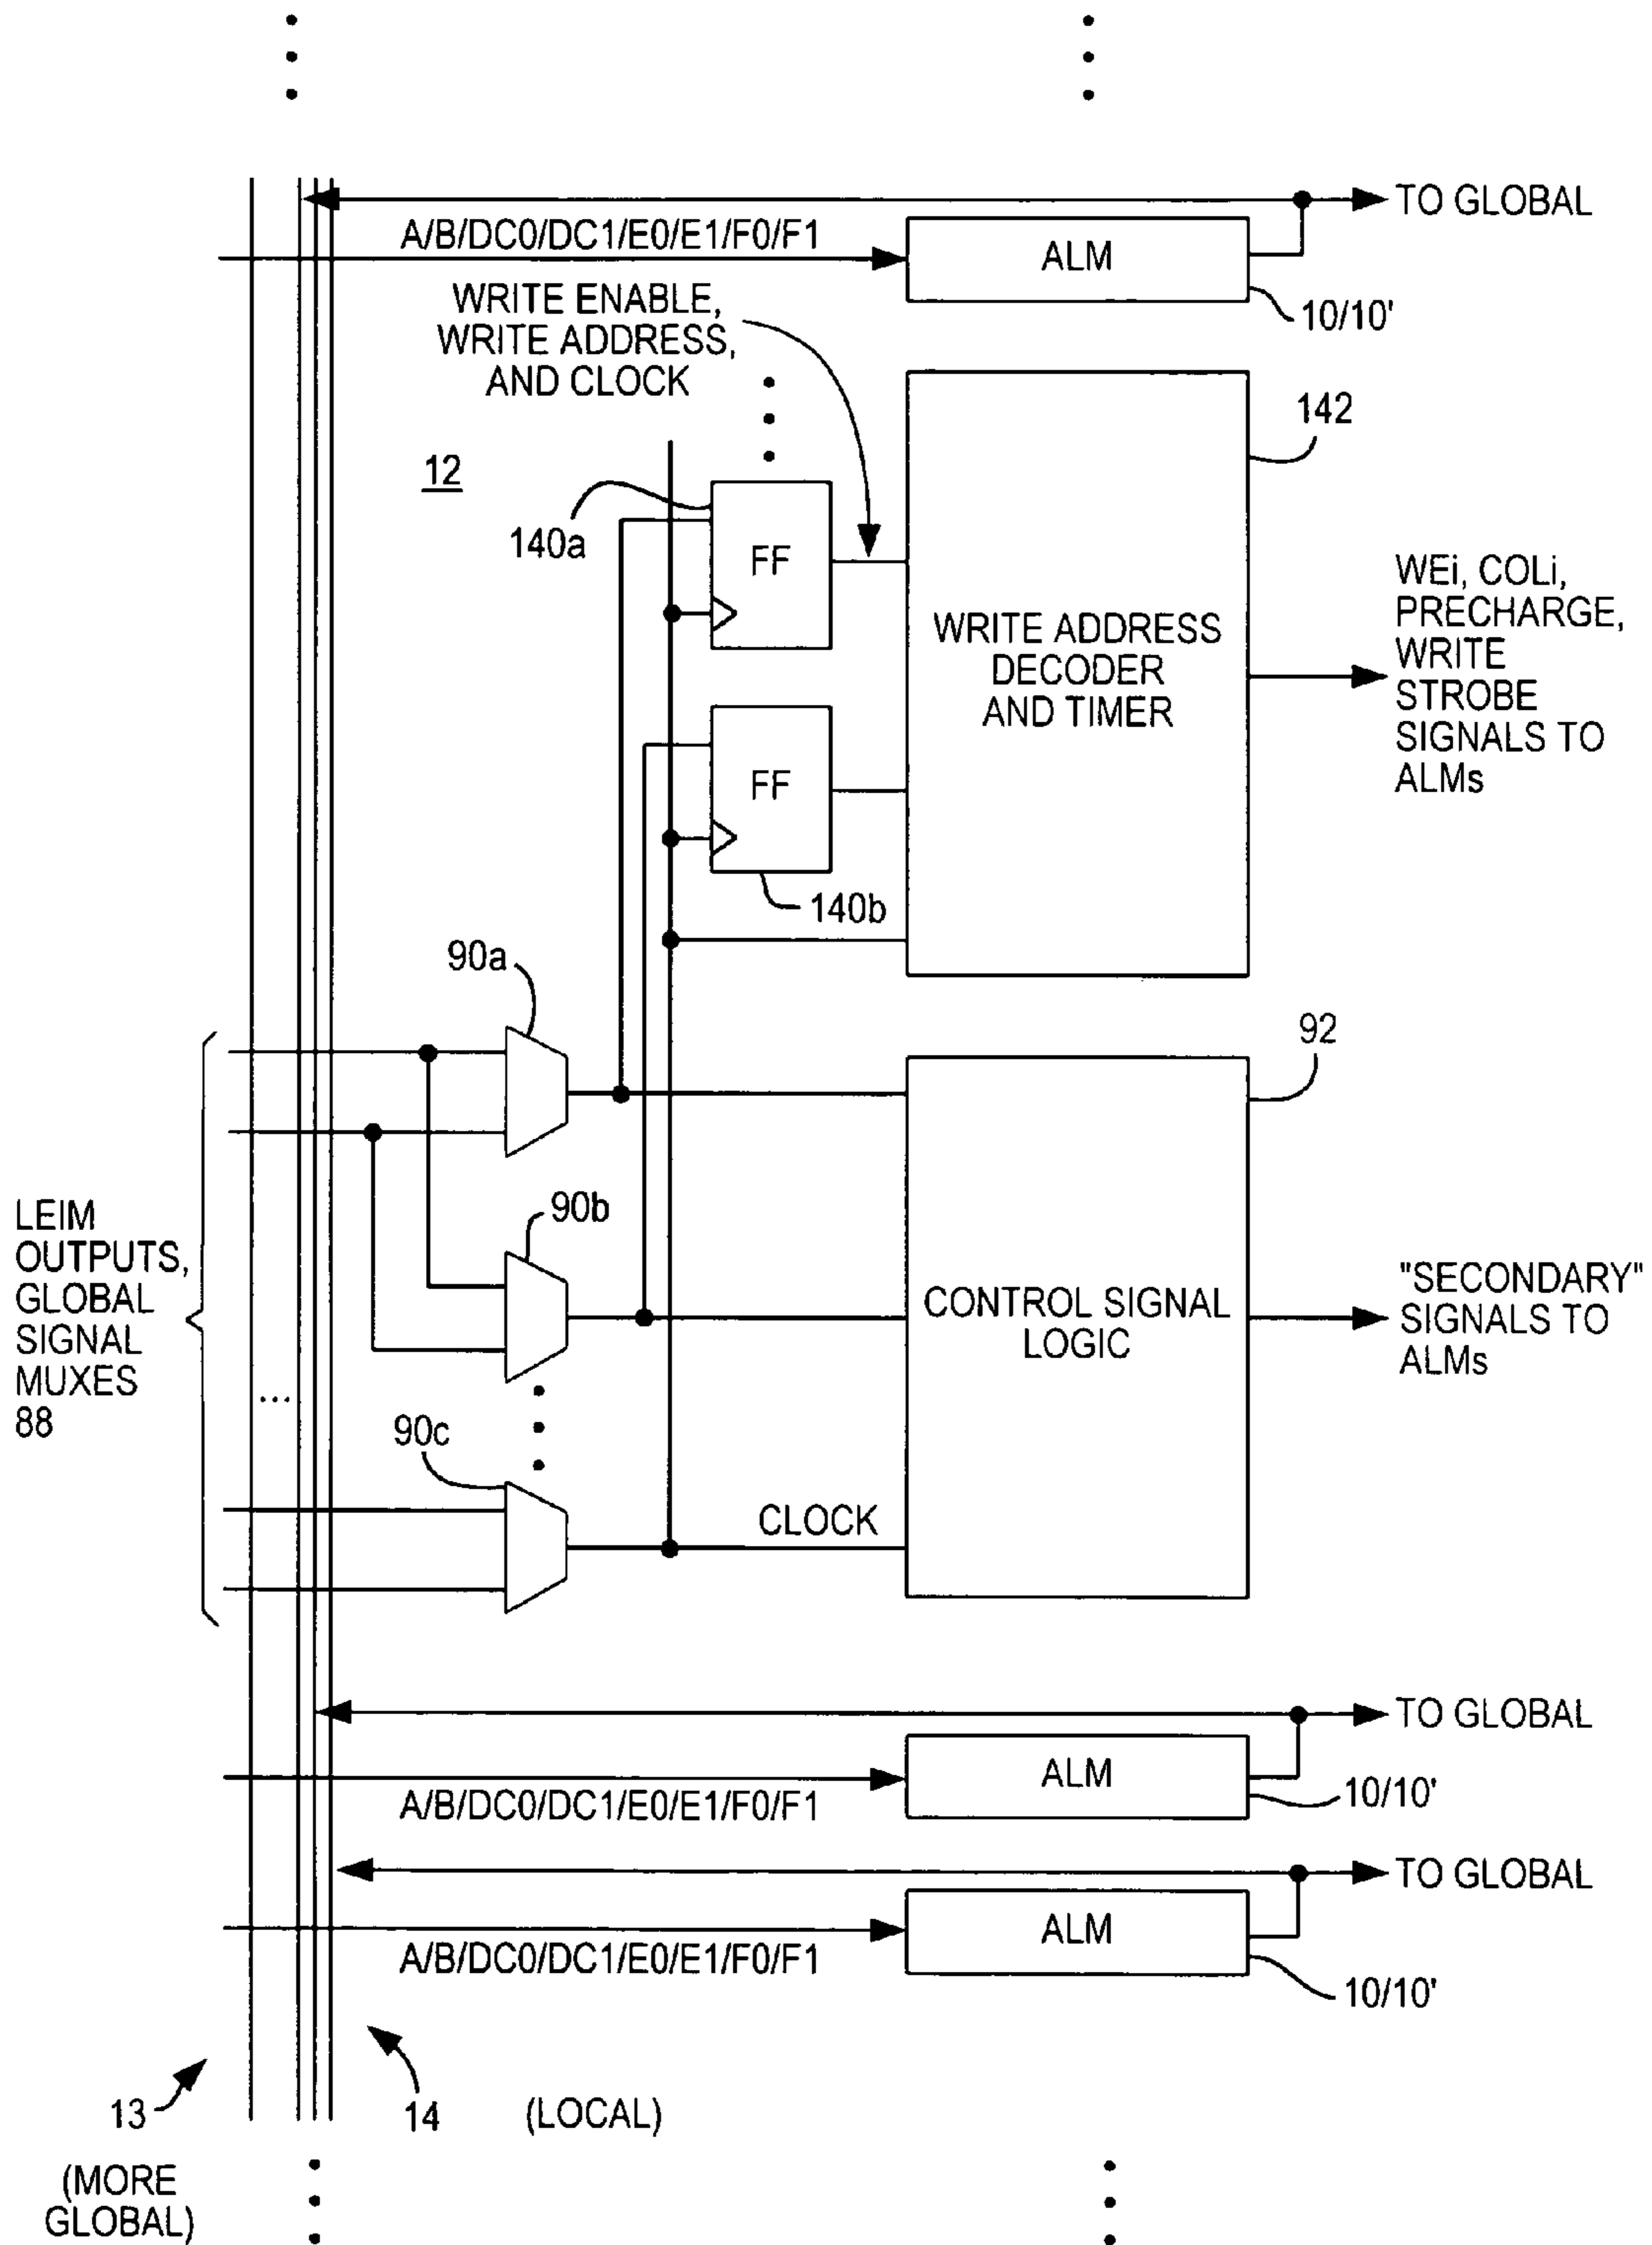 TO GLOBAL
A/B/DC0/DC1/E0/E1/F0/F1
ALM
10/10'
WRITE ENABLE,
WRITE ADDRESS,
AND CLOCK
142
12
140a
FF
WRITE ADDRESS
DECODER
AND TIMER
WEi, COLi,
PRECHARGE,
WRITE
STROBE
SIGNALS TO
ALMs
FF
140b
90a
92
90b
LEIM
OUTPUTS,
GLOBAL
SIGNAL
MUXES
88
...
CONTROL SIGNAL
LOGIC
"SECONDARY"
SIGNALS TO
ALMs
90c
CLOCK
TO GLOBAL
ALM
A/B/DC0/DC1/E0/E1/F0/F1
10/10'
TO GLOBAL
ALM
A/B/DC0/DC1/E0/E1/F0/F1
10/10'
13
14
(LOCAL)
(MORE
GLOBAL)